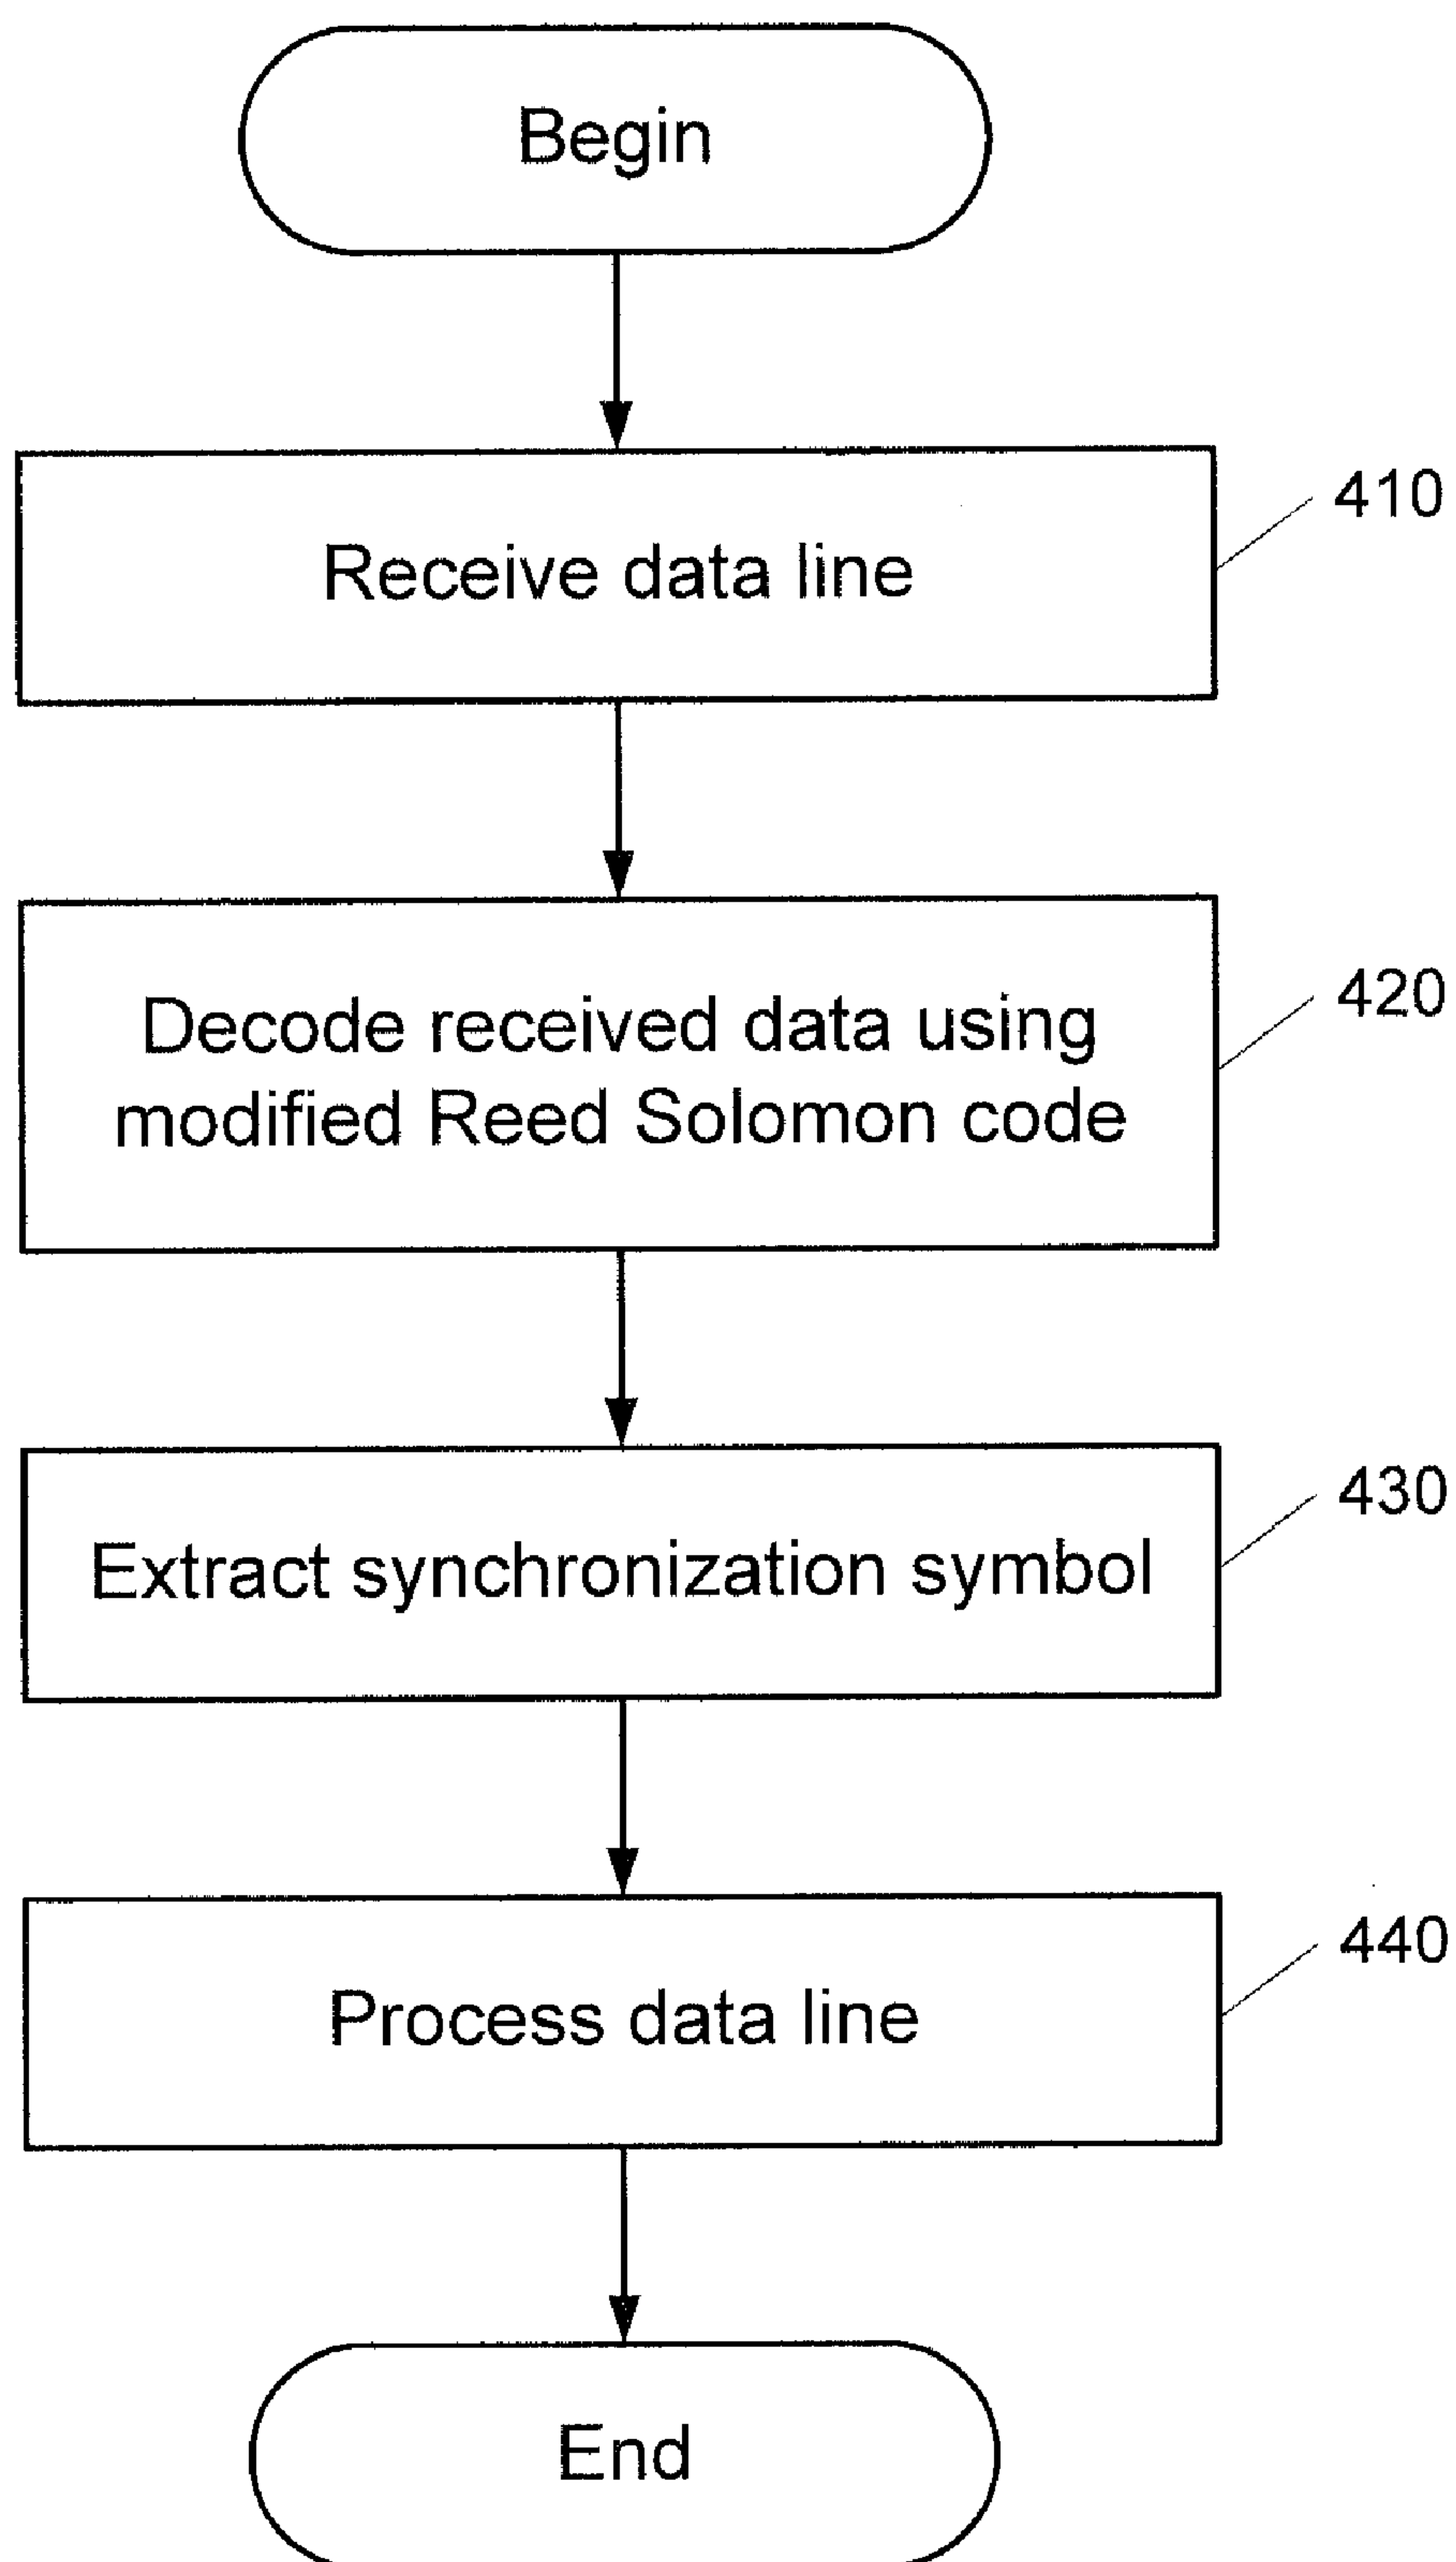 Begin
410
Receive data line
420
Decode received data using
modified Reed Solomon code
430
Extract synchronization symbol
440
Process data line
End